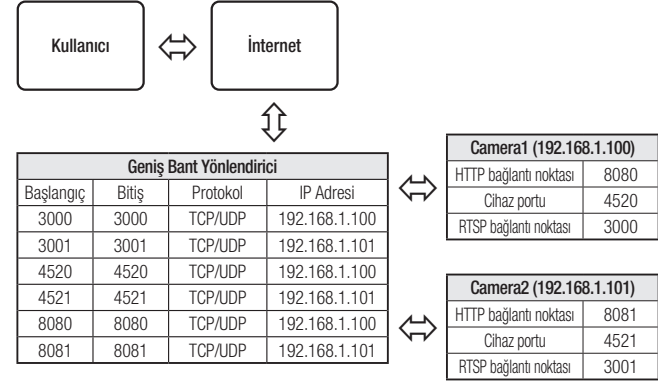 Kullanıcı
İnternet
Geniş Bant Yönlendirici
Başlangıç Bitiş Protokol IP Adresi
3000 3000 TCP/UDP 192.168.1.100
3001 3001 TCP/UDP 192.168.1.101
4520 4520 TCP/UDP 192.168.1.100
4521 4521 TCP/UDP 192.168.1.101
8080 8080 TCP/UDP 192.168.1.100
8081 8081 TCP/UDP 192.168.1.101
Camera1 (192.168.1.100)
HTTP bağlantı noktası 8080
Cihaz portu 4520
RTSP bağlantı noktası 3000
Camera2 (192.168.1.101)
HTTP bağlantı noktası 8081
Cihaz portu 4521
RTSP bağlantı noktası 3001